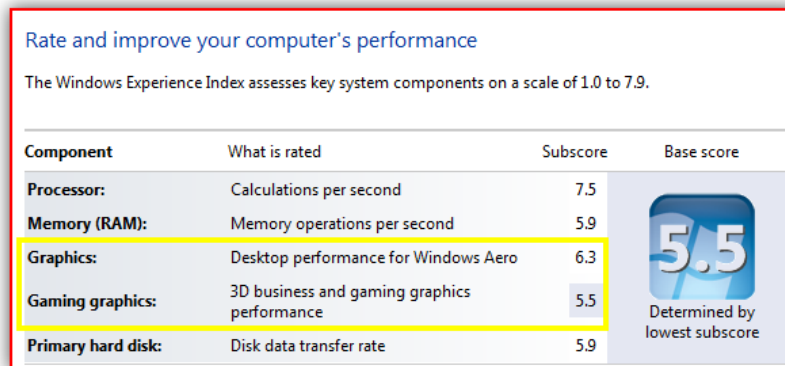 Rate and improve your computer's performance
The Windows Experience Index assesses key system components on a scale of 1.0 to 7.9.
Component What is rated Subscore Base score
Processor: Calculations per second 7.5
Memory (RAM): Memory operations per second 5.9
Graphics: Desktop performance for Windows Aero 6.3
Gaming graphics: 3D business and gaming graphics
performance 5.5
Primary hard disk: Disk data transfer rate 5.9
5.5
Determined by
lowest subscore